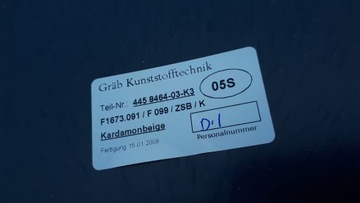 Gräb Kunststofftechnik
Teil-Nr.: 445 8464-03-K3
05S
F1673.091 / F 099 / ZSB / K
Kardamonbeige
Personalnummer
Fertigung: 15.01.2008